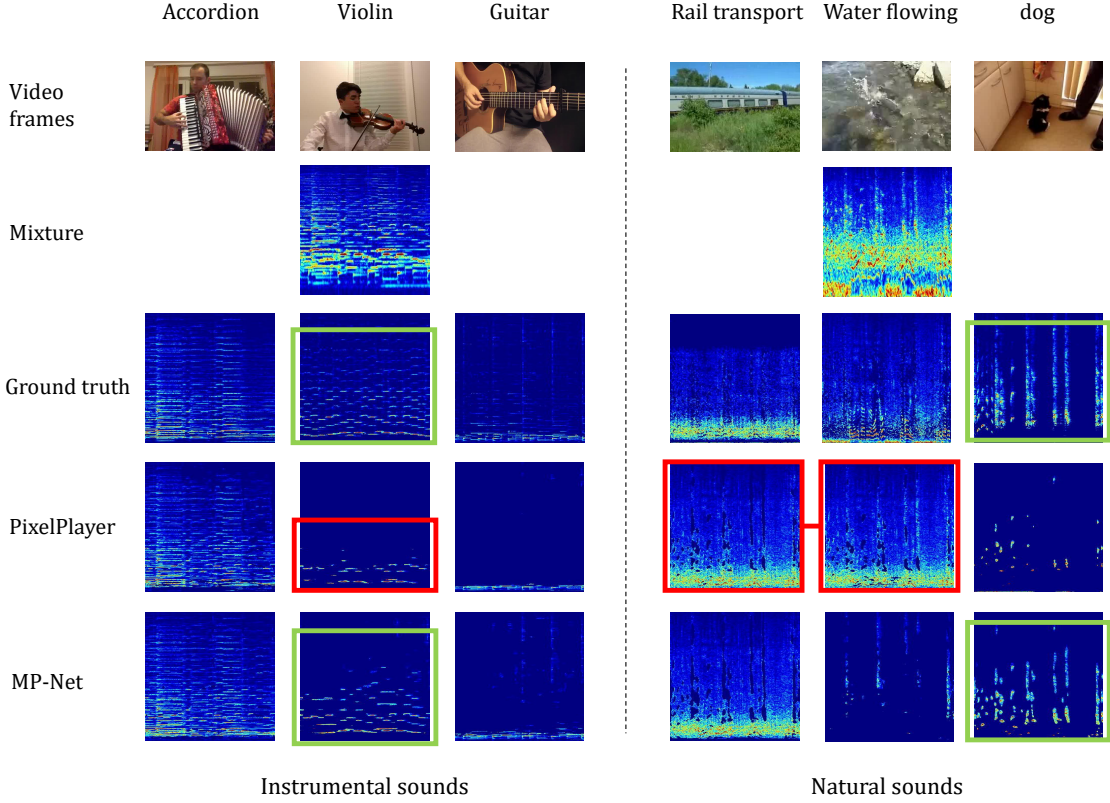 Accordion Violin Guitar Rail transport Water flowing dog
Video
frames
Mixture
Ground truth
PixelPlayer
MP-Net
Instrumental sounds Natural sounds